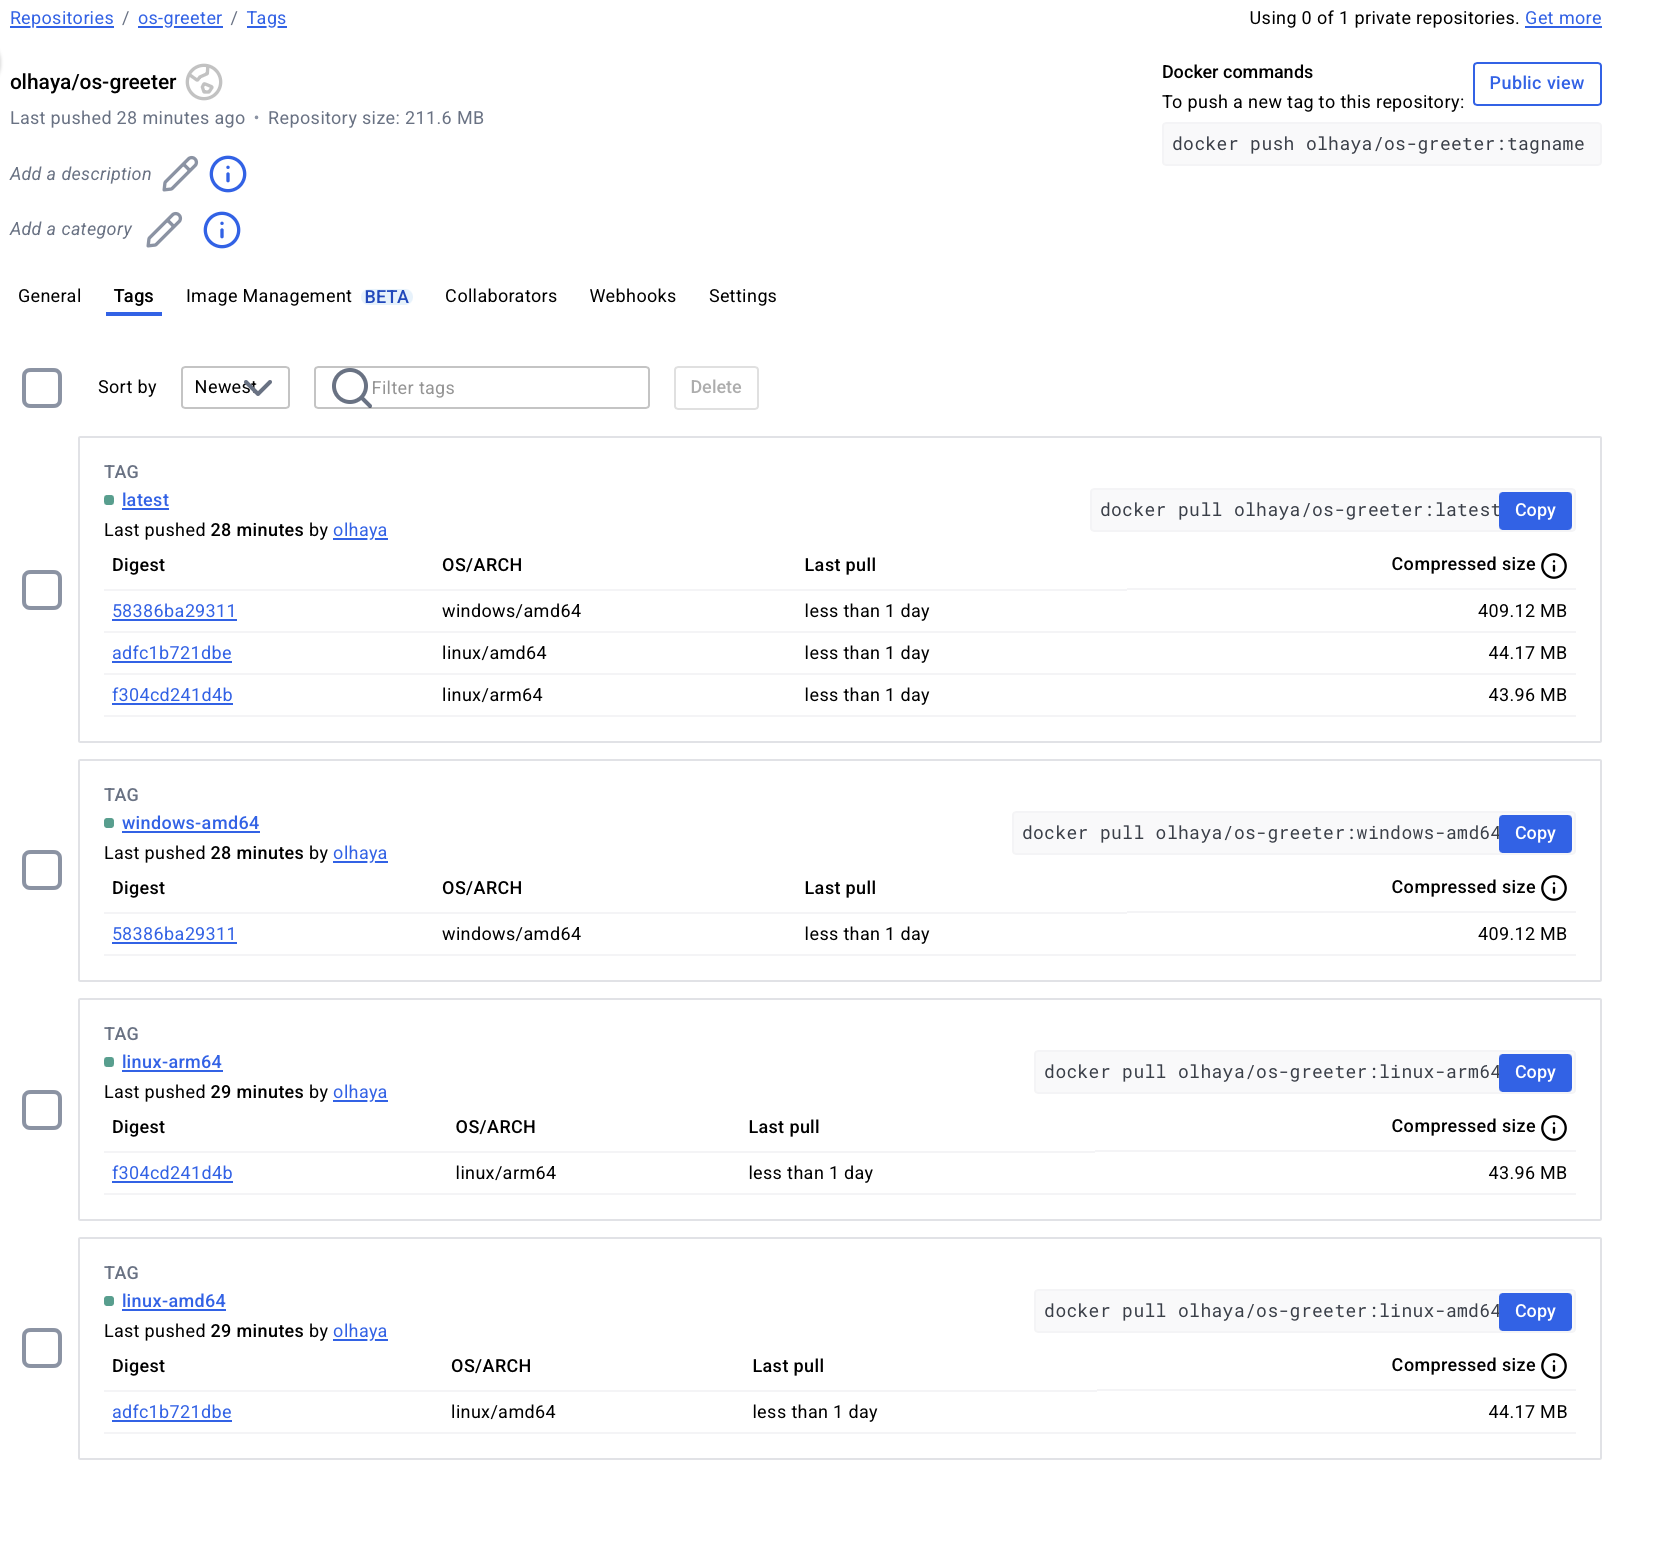 Repositories / os-greeter / Tags
Using 0 of 1 private repositories. Get more
olhaya/os-greeter
Last pushed 28 minutes ago • Repository size: 211.6 MB
Add a description
Add a category
Docker commands
To push a new tag to this repository:
Public view
docker push olhaya/os-greeter:tagname
General Tags Image Management BETA Collaborators Webhooks Settings
Sort by Newest Filter tags Delete
TAG
latest
Last pushed 28 minutes by olhaya
docker pull olhaya/os-greeter:latest Copy
Digest OS/ARCH Last pull Compressed size
58386ba29311 windows/amd64 less than 1 day 409.12 MB
adfc1b721dbe linux/amd64 less than 1 day 44.17 MB
f304cd241d4b linux/arm64 less than 1 day 43.96 MB
TAG
windows-amd64
Last pushed 28 minutes by olhaya
docker pull olhaya/os-greeter:windows-amd64 Copy
Digest OS/ARCH Last pull Compressed size
58386ba29311 windows/amd64 less than 1 day 409.12 MB
TAG
linux-arm64
Last pushed 29 minutes by olhaya
docker pull olhaya/os-greeter:linux-arm64 Copy
Digest OS/ARCH Last pull Compressed size
f304cd241d4b linux/arm64 less than 1 day 43.96 MB
TAG
linux-amd64
Last pushed 29 minutes by olhaya
docker pull olhaya/os-greeter:linux-amd64 Copy
Digest OS/ARCH Last pull Compressed size
adfc1b721dbe linux/amd64 less than 1 day 44.17 MB